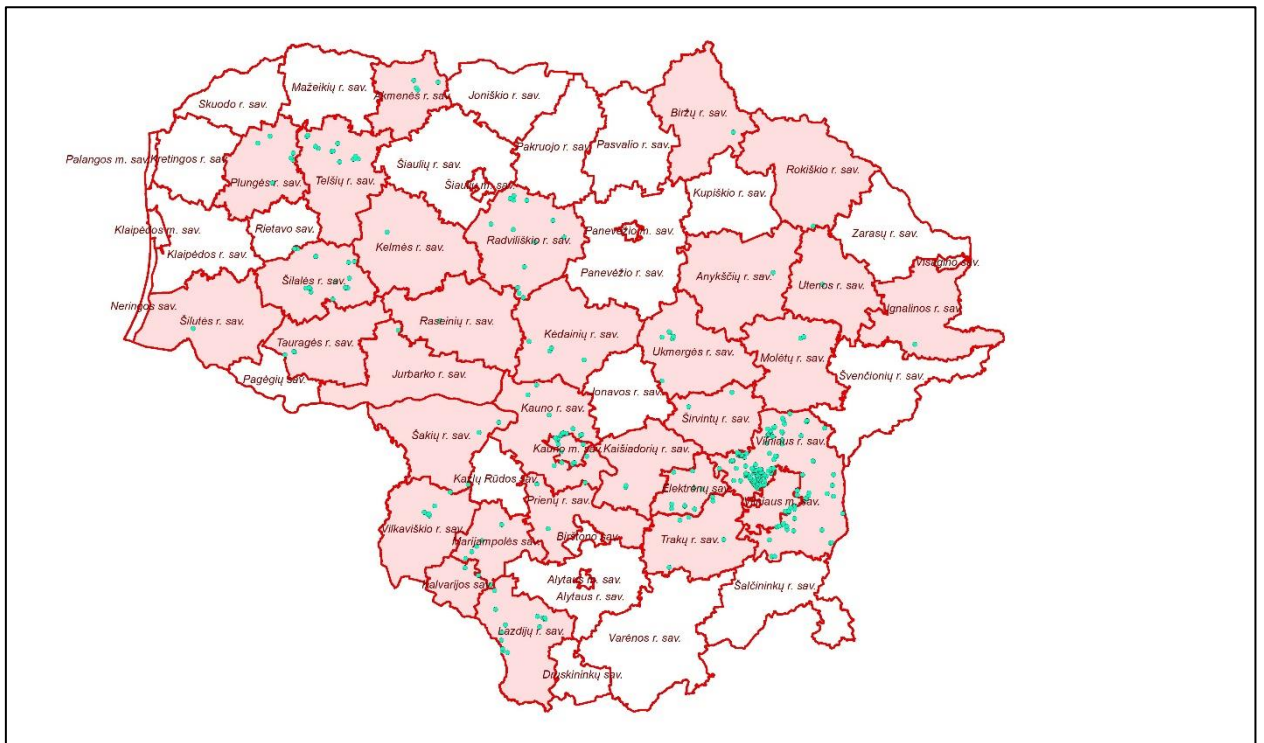 Mažeikių r. sav.
Akmenės r. sav.
Joniškio r. sav.
Skuodo r. sav.
Biržų r. sav.
Palangos m. sav.
Kretingos r. sav.
Plungės r. sav.
Telšių r. sav.
Šiaulių r. sav.
Šiaulių m. sav.
Pakruojo r. sav.
Pasvalio r. sav.
Kupiškio r. sav.
Rokiškio r. sav.
Klaipėdos m. sav.
Klaipėdos r. sav.
Rietavo sav.
Kelmės r. sav.
Radviliškio r. sav.
Panevėžio m. sav.
Panevėžio r. sav.
Zarasų r. sav.
Visagino sav.
Anykščių r. sav.
Utenos r. sav.
Ignalinos r. sav.
Šilalės r. sav.
Neringos sav.
Šilutės r. sav.
Tauragės r. sav.
Raseinių r. sav.
Kėdainių r. sav.
Ukmergės r. sav.
Molėtų r. sav.
Švenčionių r. sav.
Pagėgių sav.
Jurbarko r. sav.
Jonavos r. sav.
Kauno r. sav.
Širvintų r. sav.
Šakių r. sav.
Kauno m. sav.
Kaišiadorių r. sav.
Vilniaus r. sav.
Kazlų Rūdos sav.
Elektrėnų sav.
Vilniaus m. sav.
Prienų r. sav.
Vilkaviškio r. sav.
Marijampolės sav.
Birštono sav.
Trakų r. sav.
Kalvarijos sav.
Alytaus m. sav.
Alytaus r. sav.
Šalčininkų r. sav.
Lazdijų r. sav.
Varėnos r. sav.
Druskininkų sav.